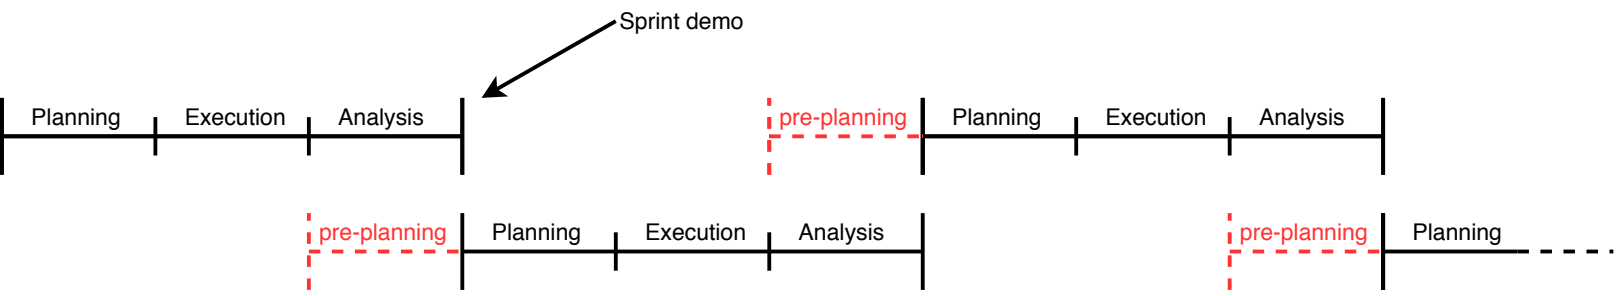 Sprint demo
Planning Execution Analysis pre-planning Planning Execution Analysis
pre-planning Planning Execution Analysis pre-planning Planning